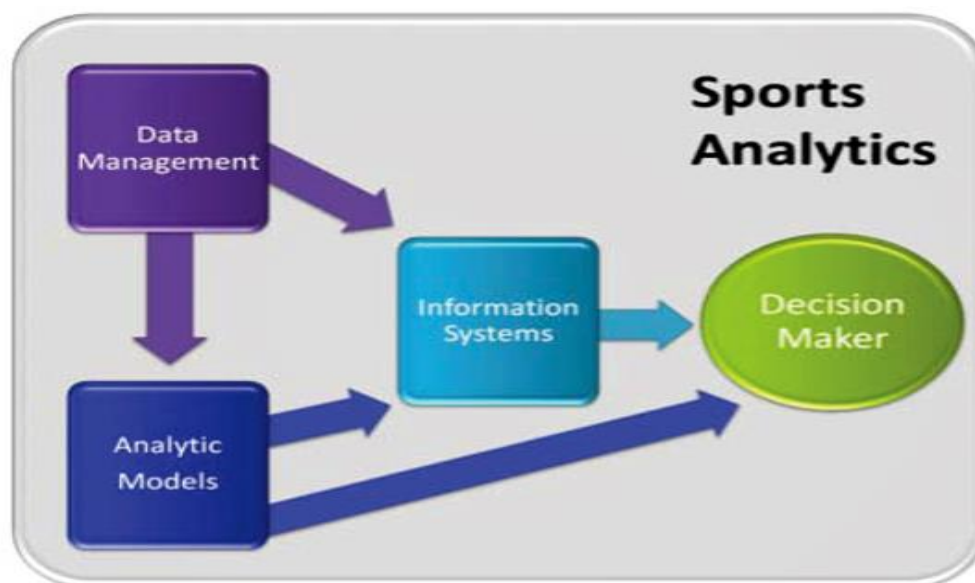 Sports
Analytics
Data
Management
Information
Systems
Decision
Maker
Analytic
Models